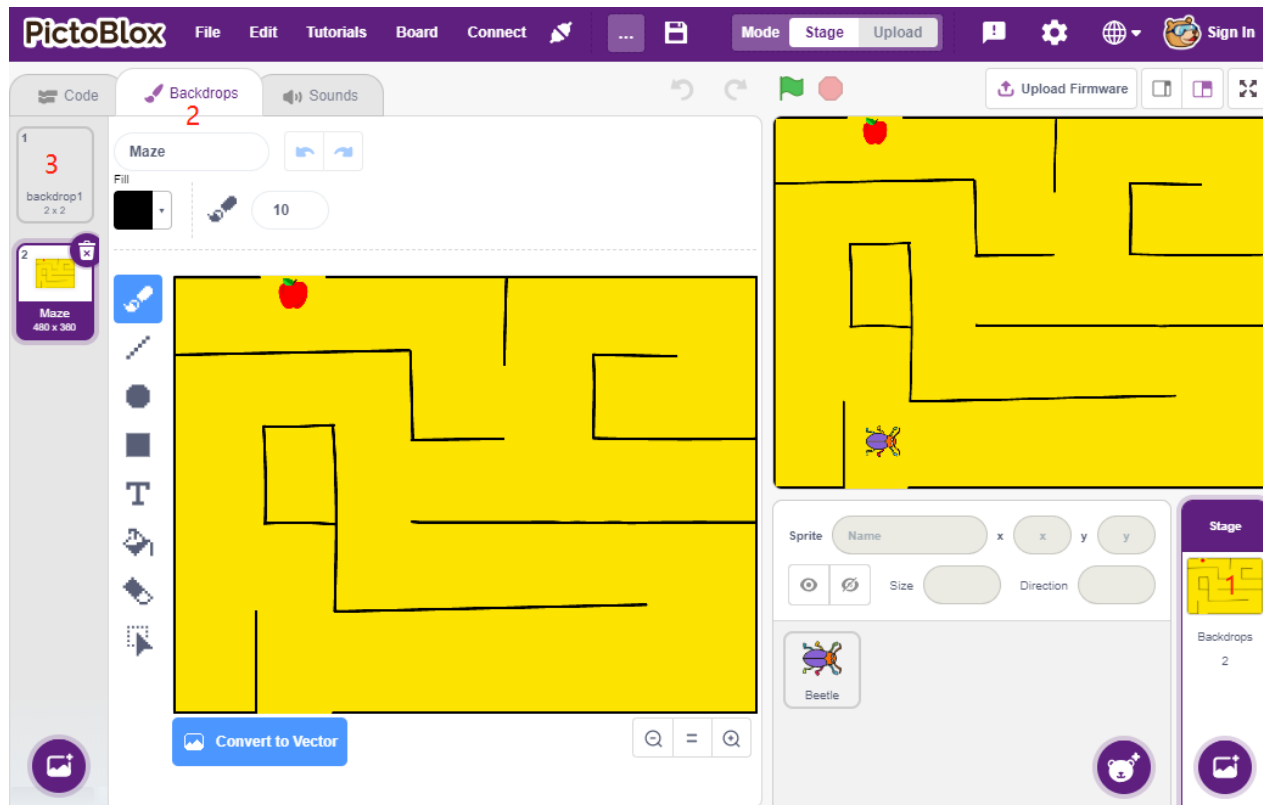 PictoBlox File Edit Tutorials Board Connect ... Mode Stage Upload Sign In
Code Backdrops Sounds Upload Firmware
2
1
3
backdrop1
2 x 2
Maze
Fill
10
2
Maze
480 x 360
T
Convert to Vector
=
Sprite Name x x y y
Size Direction
Beetle
Stage
1
Backdrops
2